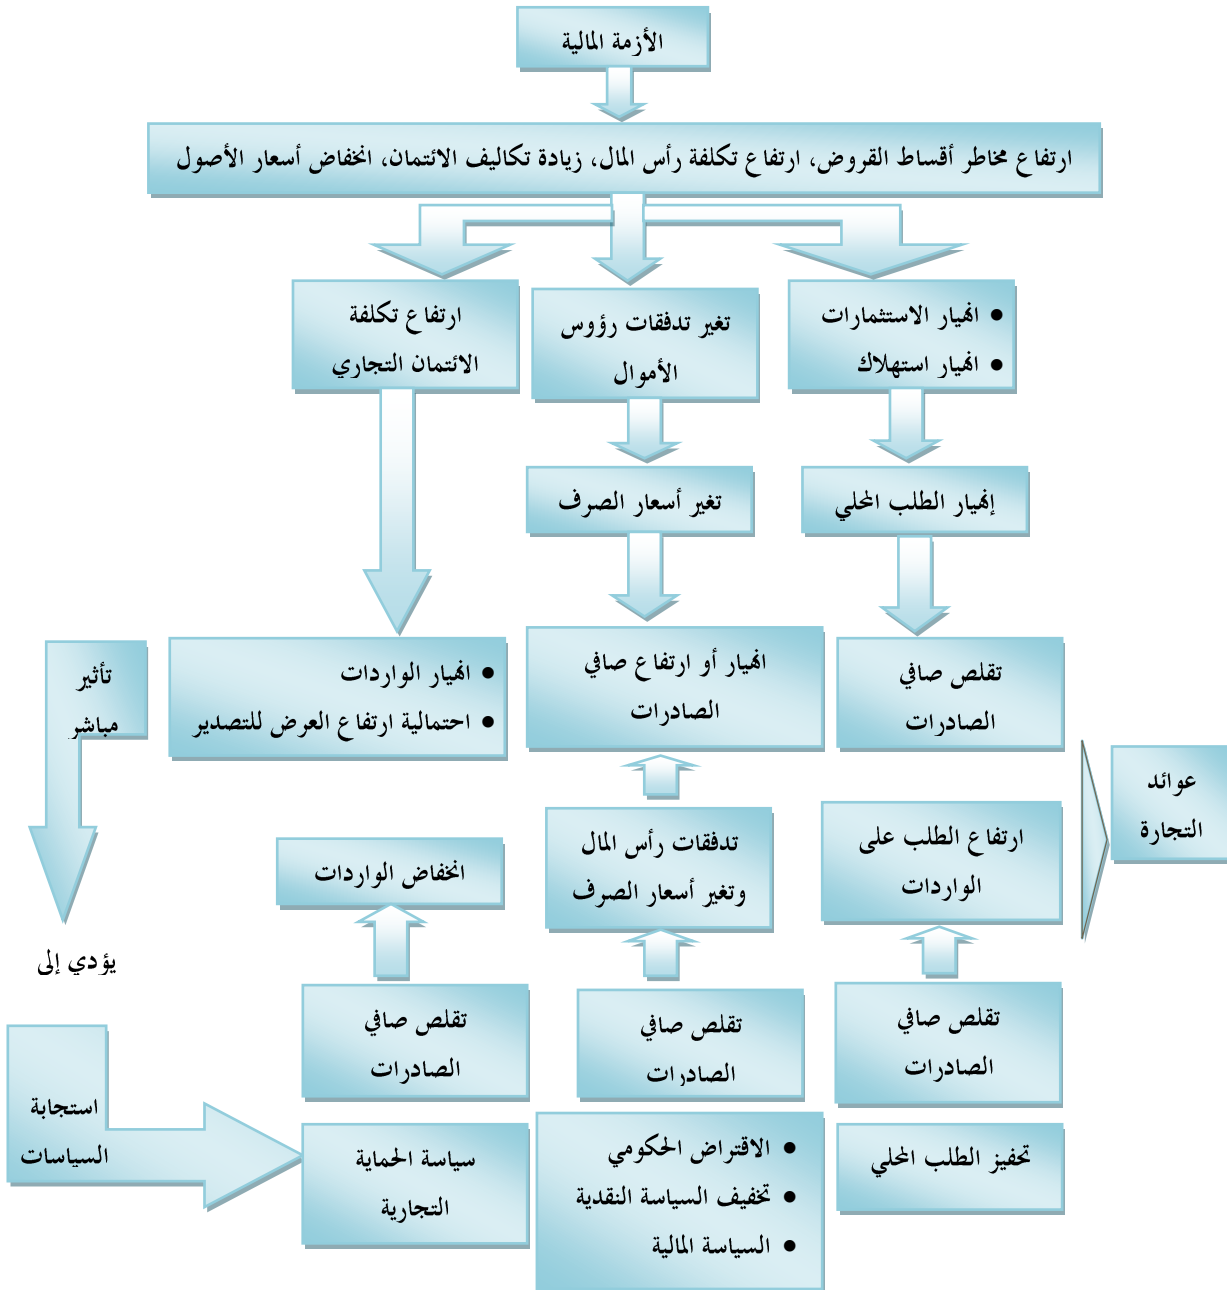 الأزمة المالية
ارتفاع مخاطر أقساط القروض، ارتفاع تكلفة رأس المال، زيادة تكاليف الائتمان، انخفاض أسعار الأصول
• انهيار الاستثمارات
• انهيار استهلاك
تغير تدفقات رؤوس
الأموال
ارتفاع تكلفة
الائتمان التجاري
إنهيار الطلب المحلي
تغير أسعار الصرف
تقلص صافي
الصادرات
انهيار أو ارتفاع صافي
الصادرات
• انهيار الواردات
• احتمالية ارتفاع العرض للتصدير
تأثير
مباشر
عوائد
التجارة
ارتفاع الطلب على
الواردات
تدفقات رأس المال
وتغير أسعار الصرف
انخفاض الواردات
يؤدي إلى
تقلص صافي
الصادرات
تقلص صافي
الصادرات
تقلص صافي
الصادرات
استجابة
السياسات
تحفيز الطلب المحلي
• الاقتراض الحكومي
• تخفيف السياسة النقدية
• السياسة المالية
سياسة الحماية
التجارية